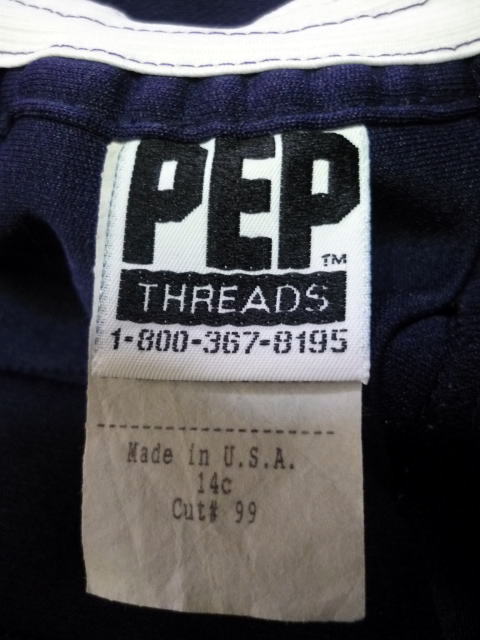 PEP
TM
THREADS
1-800-367-8195
Made in U.S.A.
14c
Cut# 99